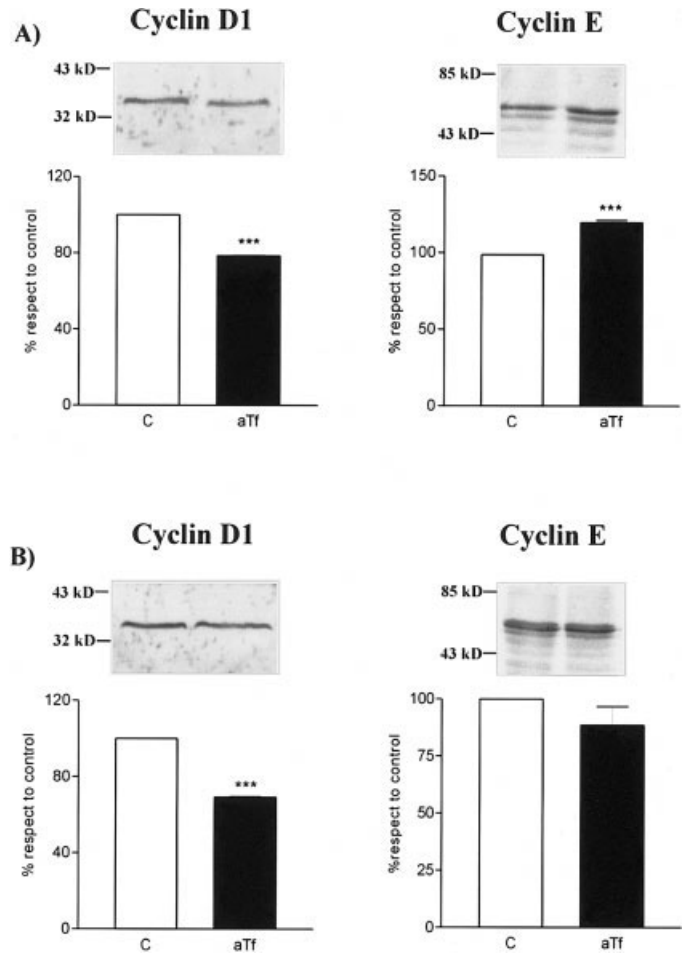 A)
Cyclin D1
43 kD
32 kD
% respect to control
120
80
40
0
***
C
aTf
Cyclin E
85 kD
43 kD
% respect to control
150
100
50
0
***
C
aTf
B)
Cyclin D1
43 kD
32 kD
% respect to control
120
80
40
0
***
C
aTf
Cyclin E
85 kD
43 kD
%respect to control
100
75
50
25
0
C
aTf